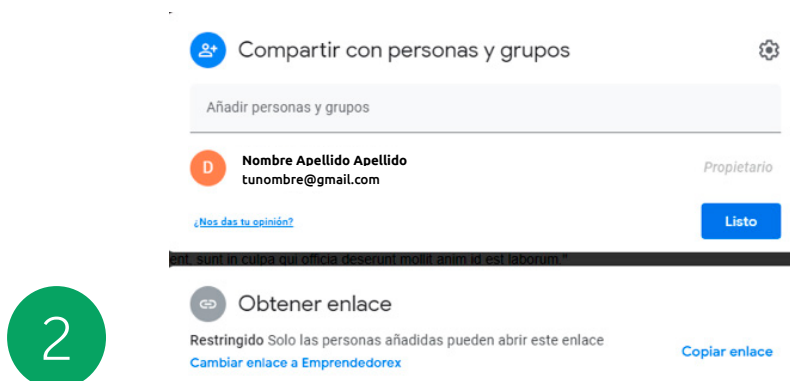 Compartir con personas y grupos
Añadir personas y grupos
D
Nombre Apellido Apellido
Propietario
tunombre@gmail.com
¿Nos das tu opinión?
Listo
ent, sunt in culpa qui officia deserunt mollit anim id est laborum."
Obtener enlace
2
Restringido Solo las personas añadidas pueden abrir este enlace
Copiar enlace
Cambiar enlace a Emprendedorex